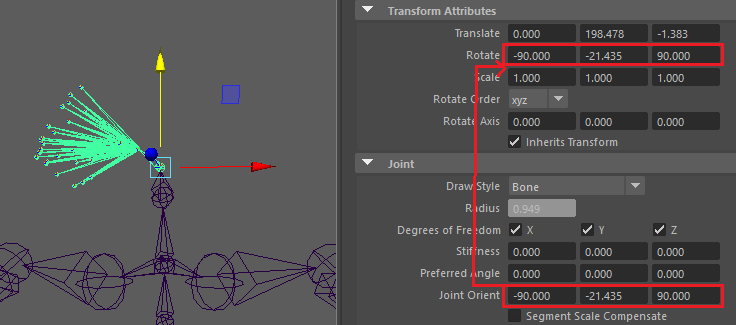 Transform Attributes
Translate 0.000 198.478 -1.383
Rotate -90.000 -21.435 90.000
Scale 1.000 1.000 1.000
Rotate Order xyz
Rotate Axis 0.000 0.000 0.000
Inherits Transform
Joint
Draw Style Bone
Radius 0.949
Degrees of Freedom X Y Z
Stiffness 0.000 0.000 0.000
Preferred Angle 0.000 0.000 0.000
Joint Orient -90.000 -21.435 90.000
Segment Scale Compensate